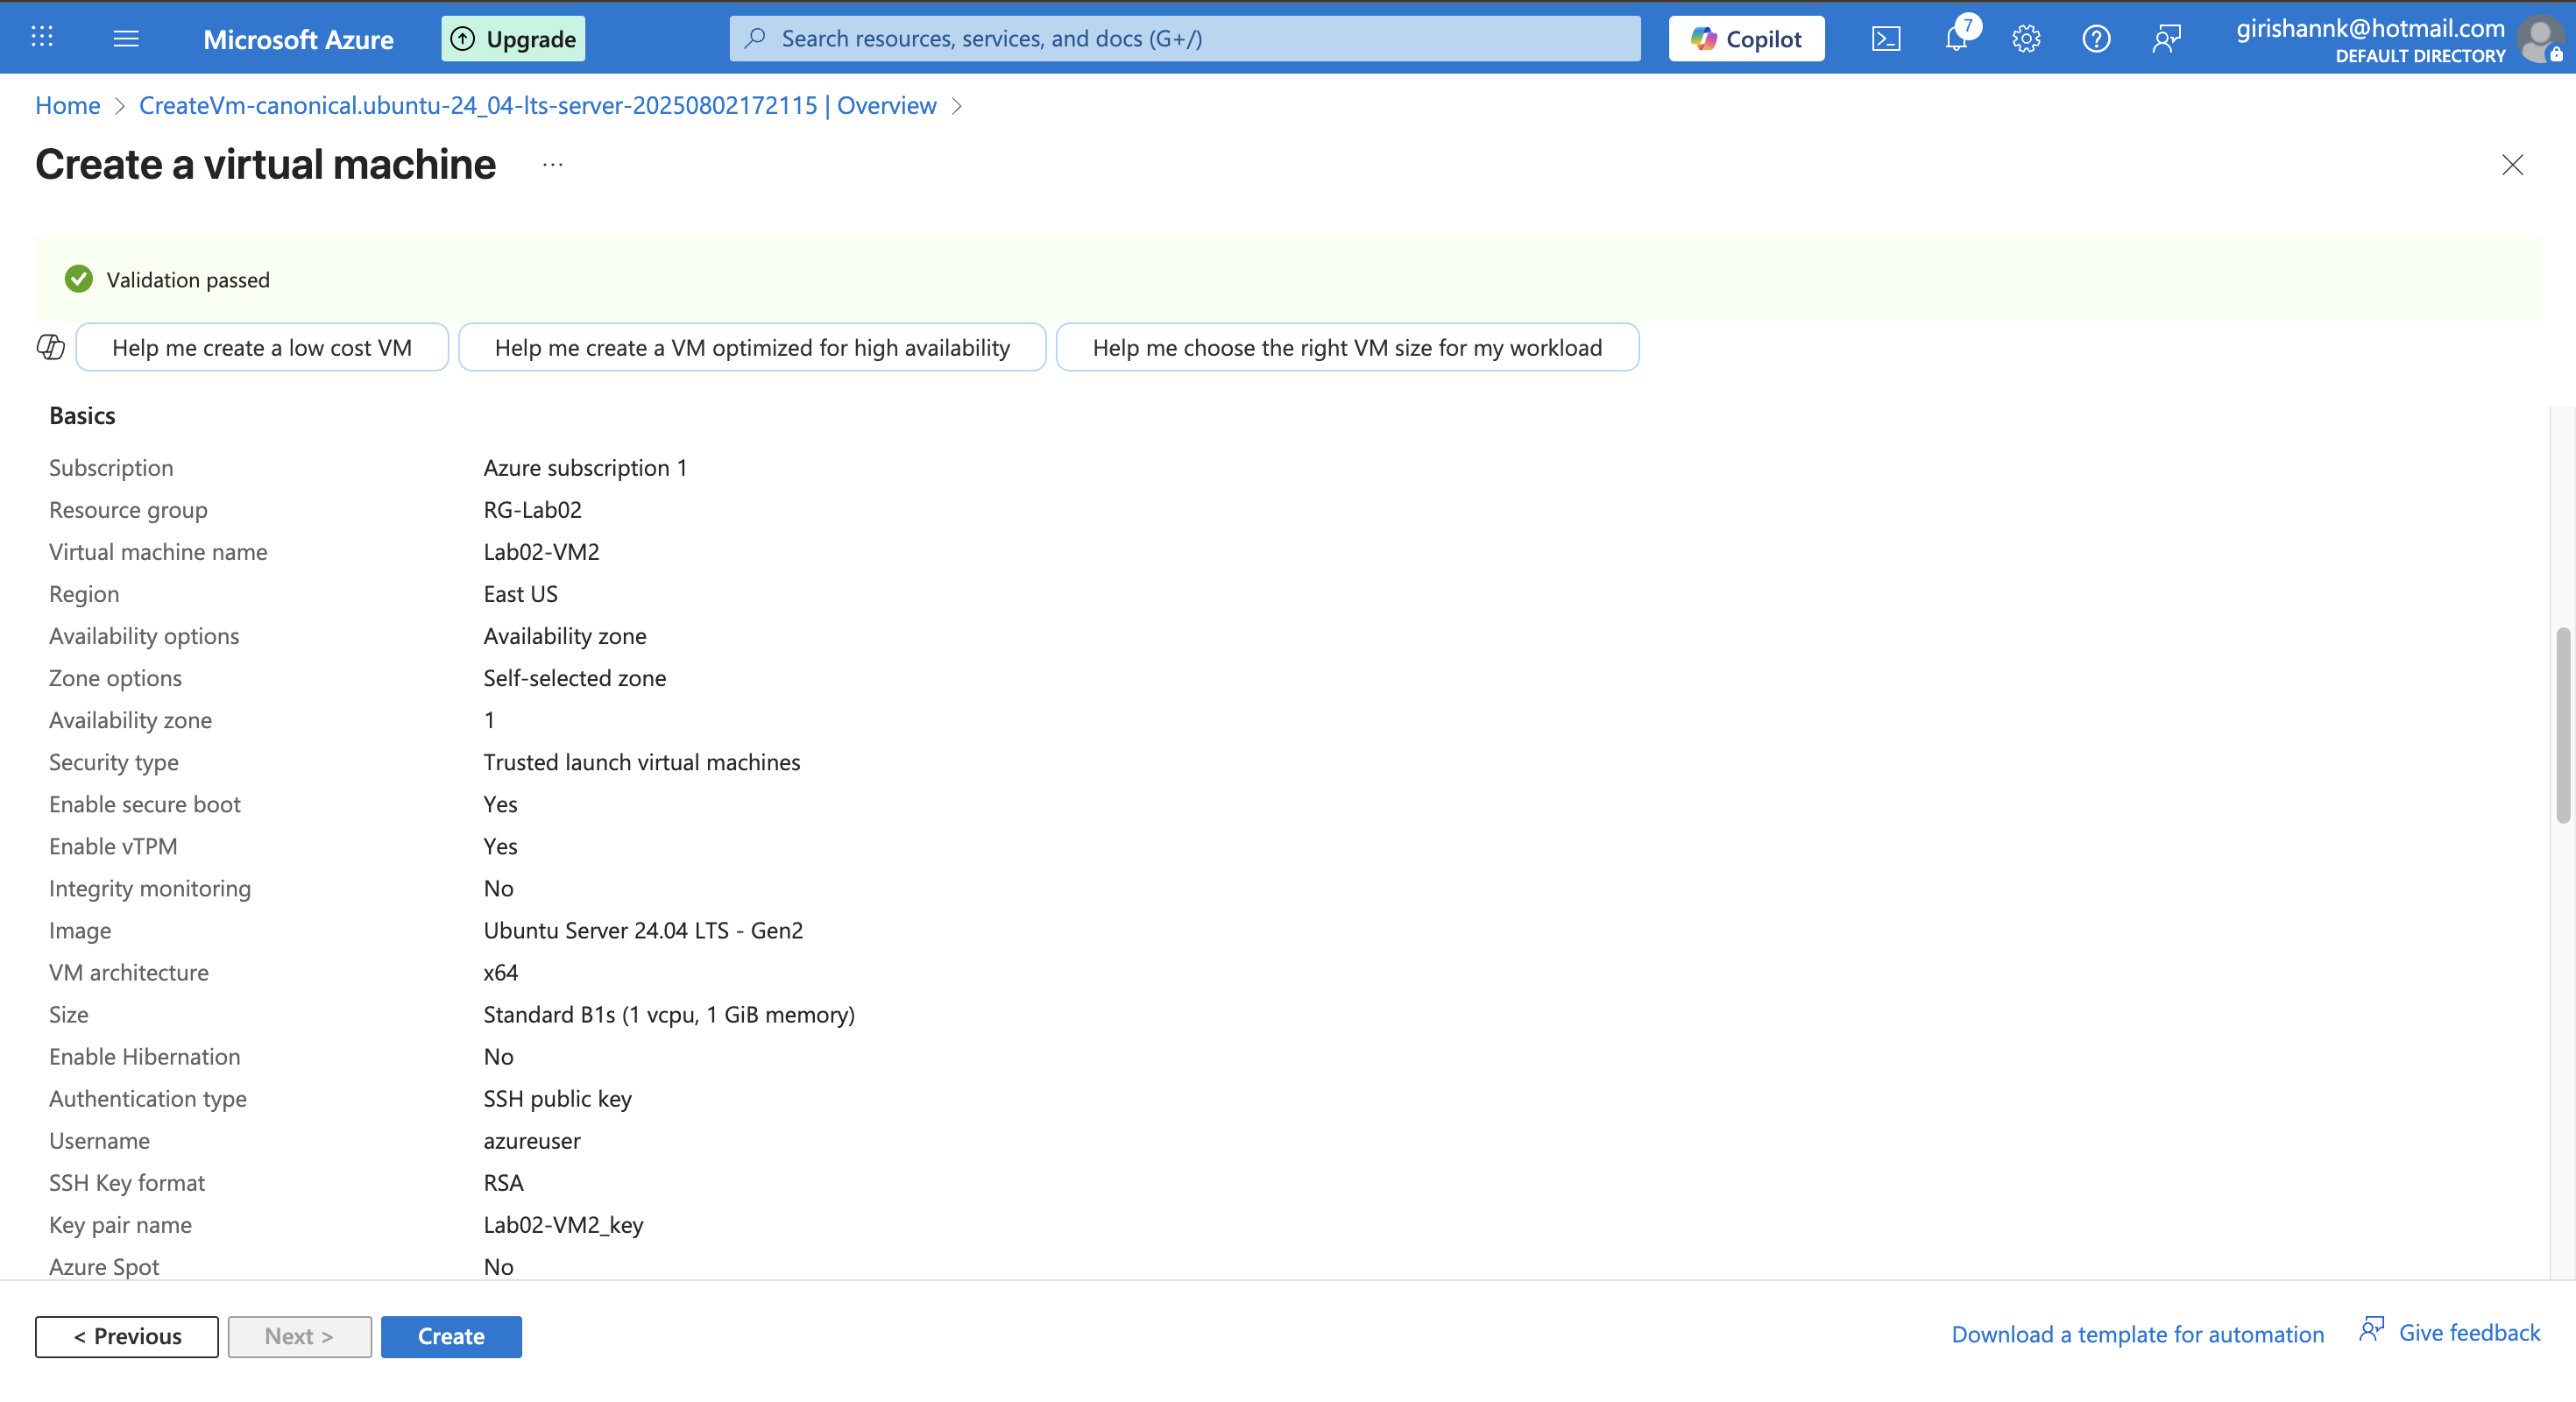 Microsoft Azure
Upgrade
Search resources, services, and docs (G+/)
Copilot
7
girishannk@hotmail.com
DEFAULT DIRECTORY
Home > CreateVm-canonical.ubuntu-24_04-lts-server-20250802172115 | Overview >
Create a virtual machine ...
Validation passed
Help me create a low cost VM
Help me create a VM optimized for high availability
Help me choose the right VM size for my workload
Basics
Subscription Azure subscription 1
Resource group RG-Lab02
Virtual machine name Lab02-VM2
Region East US
Availability options Availability zone
Zone options Self-selected zone
Availability zone 1
Security type Trusted launch virtual machines
Enable secure boot Yes
Enable vTPM Yes
Integrity monitoring No
Image Ubuntu Server 24.04 LTS - Gen2
VM architecture x64
Size Standard B1s (1 vcpu, 1 GiB memory)
Enable Hibernation No
Authentication type SSH public key
Username azureuser
SSH Key format RSA
Key pair name Lab02-VM2_key
Azure Spot No
< Previous
Next >
Create
Download a template for automation
Give feedback